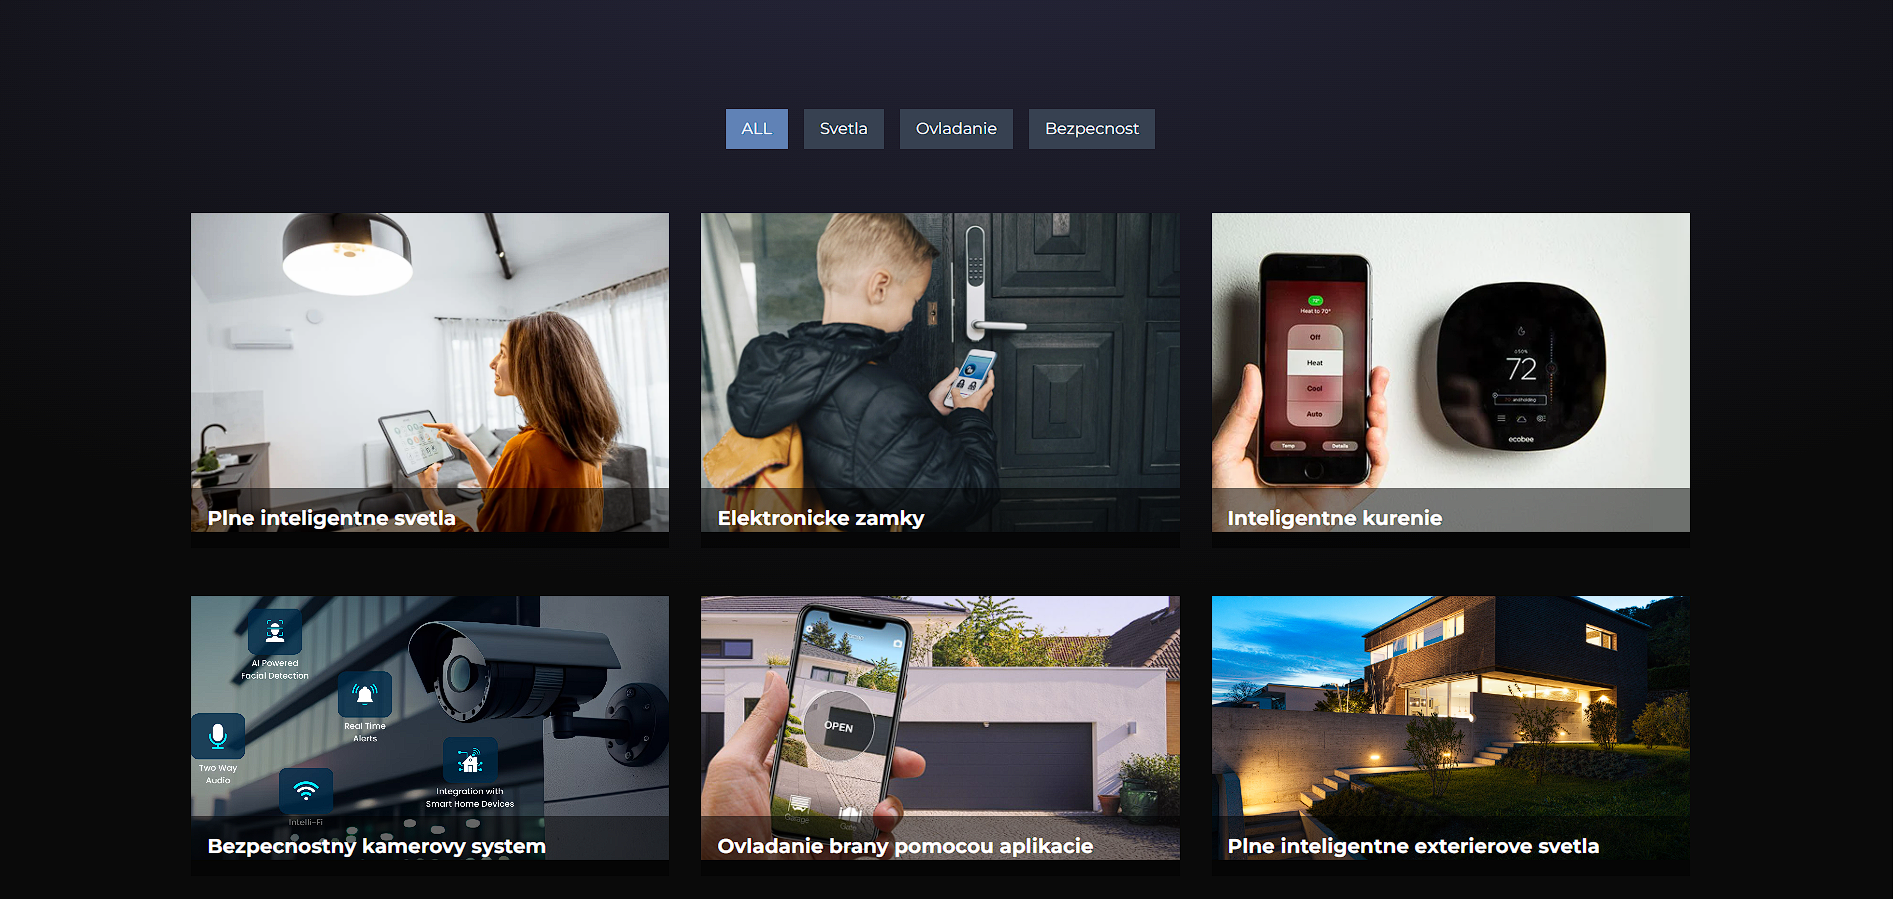 ALL
Svetla
Ovladanie
Bezpecnost
Heat to 70°
Off
Heat
Cool
Auto
Temp
Details
72
ecobee
Plne inteligentne svetla
Elektronicke zamky
Inteligentne kurenie
AI Powered
Facial Detection
Real Time
Alerts
Two Way
Audio
Integration with
Smart Home Devices
Intelli-Fi
OPEN
Garage
Gate
Bezpecnostny kamerovy system
Ovladanie brany pomocou aplikacie
Plne inteligentne exterierove svetla